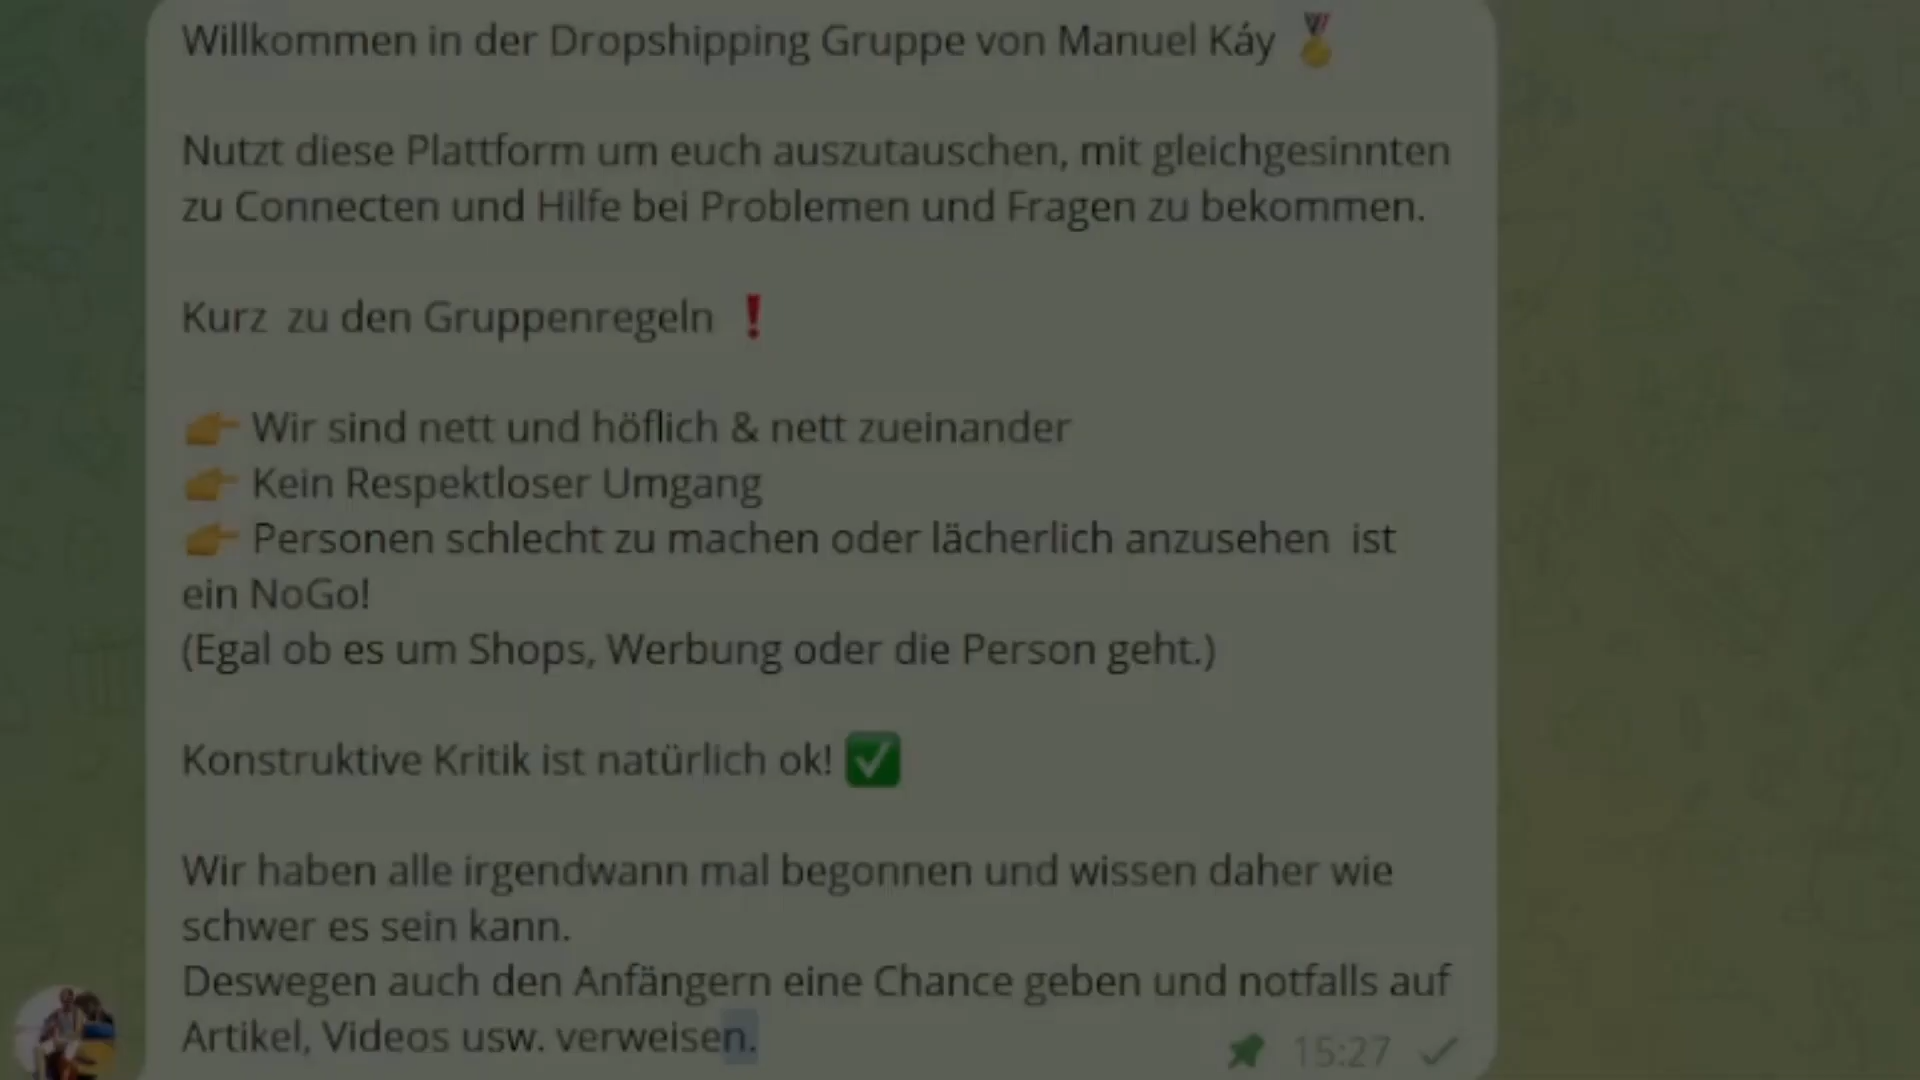 Willkommen in der Dropshipping Gruppe von Manuel Káy 🏅
Nutzt diese Plattform um euch auszutauschen, mit gleichgesinnten
zu Connecten und Hilfe bei Problemen und Fragen zu bekommen.
Kurz  zu den Gruppenregeln ❗
👉 Wir sind nett und höflich & nett zueinander
👉 Kein Respektloser Umgang
👉 Personen schlecht zu machen oder lächerlich anzusehen  ist
ein NoGo!
(Egal ob es um Shops, Werbung oder die Person geht.)
Konstruktive Kritik ist natürlich ok! ✅
Wir haben alle irgendwann mal begonnen und wissen daher wie
schwer es sein kann.
Deswegen auch den Anfängern eine Chance geben und notfalls auf
Artikel, Videos usw. verweisen.
15:27